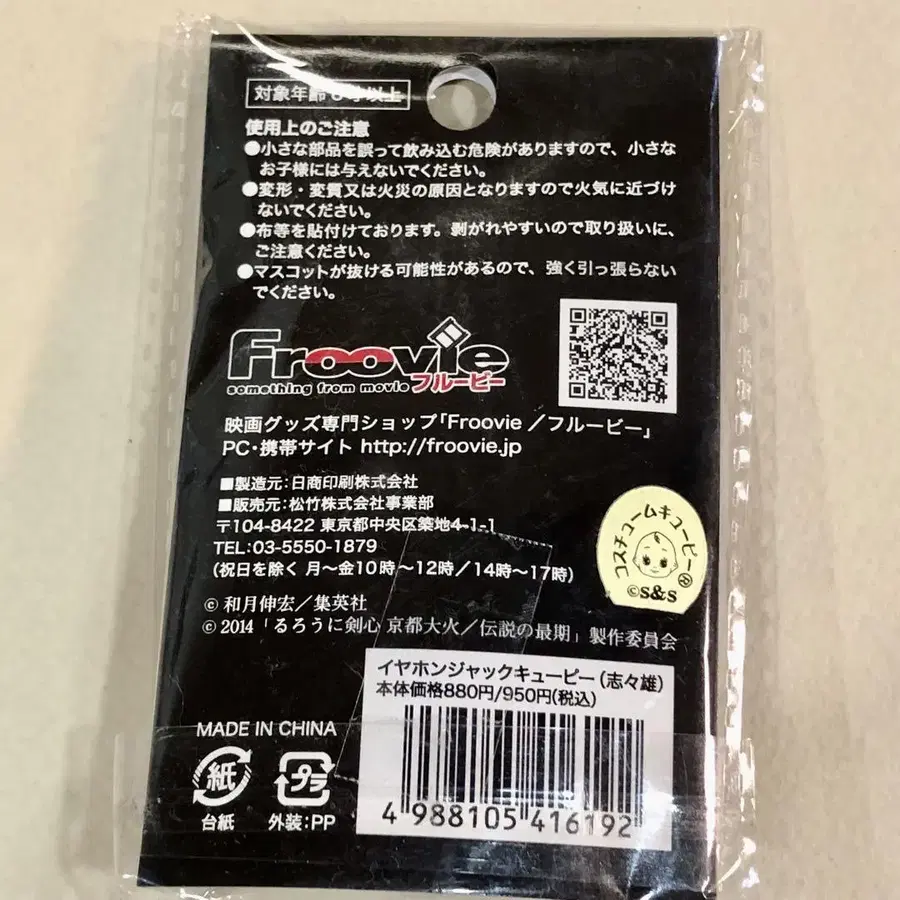 対象年齢6才以上
使用上のご注意
●小さな部品を誤って飲み込む危険がありますので、小さな
お子様には与えないでください。
●変形・変質又は火災の原因となりますので火気に近づけ
ないでください。
●布等を貼付けております。剥がれやすいので取り扱いに、
ご注意ください。
●マスコットが抜ける可能性があるので、強く引っ張らない
でください。
Froovie
something from movie フルービー
映画グッズ専門ショップ「Froovie／フルービー」
PC・携帯サイト http://froovie.jp
■製造元：日商印刷株式会社
■販売元：松竹株式会社事業部
〒104-8422 東京都中央区築地4-1-1
TEL：03-5550-1879
（祝日を除く 月～金10時～12時／14時～17時）
コスチュームキューピー®
©S&S
© 和月伸宏／集英社
© 2014「るろうに剣心 京都大火／伝説の最期」製作委員会
イヤホンジャックキューピー（志々雄）
本体価格880円/950円(税込)
4 988105 416192
MADE IN CHINA
紙
プラ
台紙
外装：PP